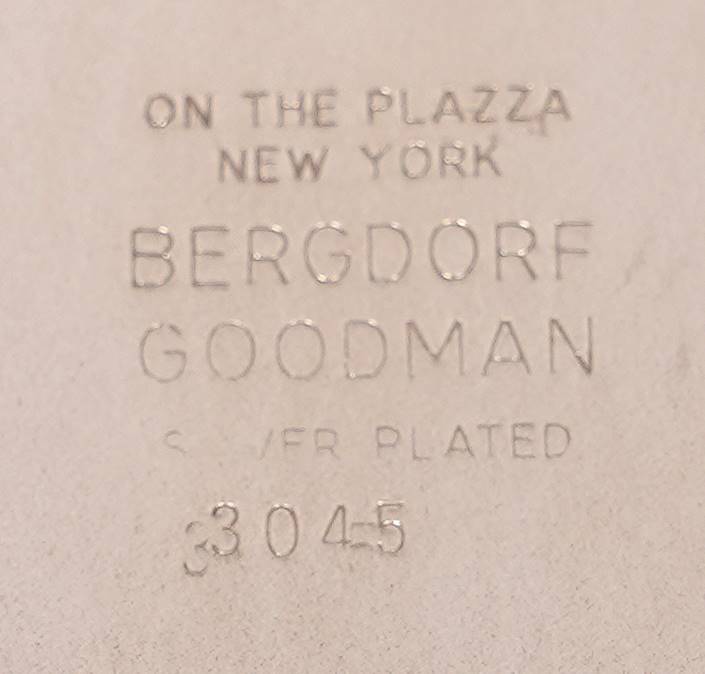 ON THE PLAZZA
NEW YORK
BERGDORF
GOODMAN
PLATED
3045